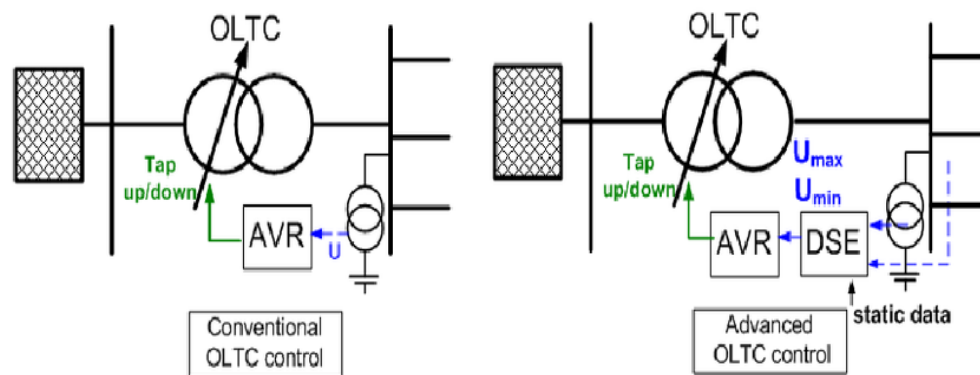 OLTC
Tap
up/down
AVR
U
Conventional
OLTC control
OLTC
Tap
up/down
Umax
Umin
AVR
DSE
static data
Advanced
OLTC control